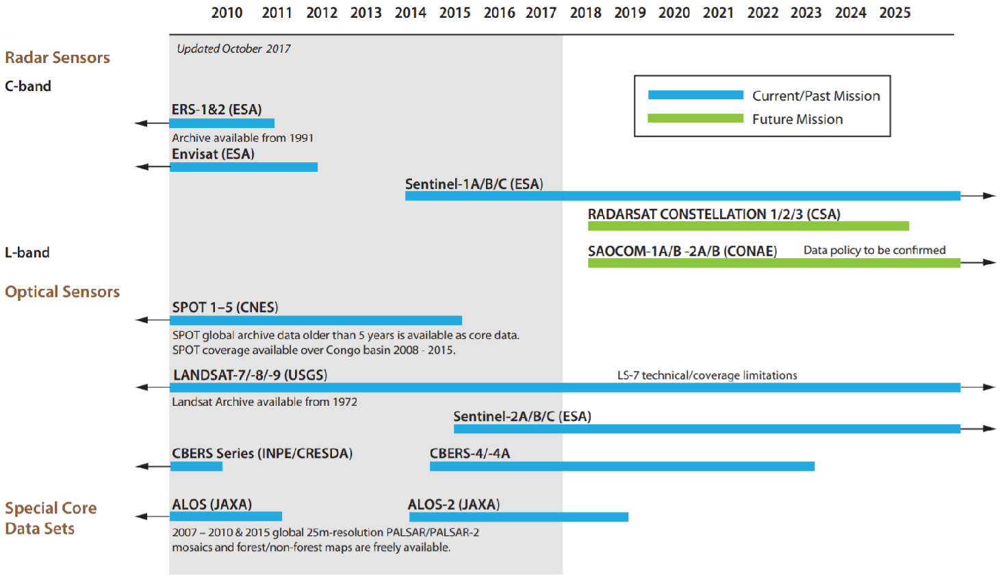 2010 2011 2012 2013 2014 2015 2016 2017 2018 2019 2020 2021 2022 2023 2024 2025
Updated October 2017
Radar Sensors
C-band
Current/Past Mission
Future Mission
ERS-1&2 (ESA)
Archive available from 1991
Envisat (ESA)
Sentinel-1A/B/C (ESA)
RADARSAT CONSTELLATION 1/2/3 (CSA)
L-band
SAOCOM-1A/B -2A/B (CONAE) Data policy to be confirmed
Optical Sensors
SPOT 1–5 (CNES)
SPOT global archive data older than 5 years is available as core data.
SPOT coverage available over Congo basin 2008 - 2015.
LANDSAT-7/-8/-9 (USGS) LS-7 technical/coverage limitations
Landsat Archive available from 1972
Sentinel-2A/B/C (ESA)
CBERS Series (INPE/CRESDA) CBERS-4/-4A
Special Core
Data Sets
ALOS (JAXA) ALOS-2 (JAXA)
2007 – 2010 & 2015 global 25m-resolution PALSAR/PALSAR-2
mosaics and forest/non-forest maps are freely available.